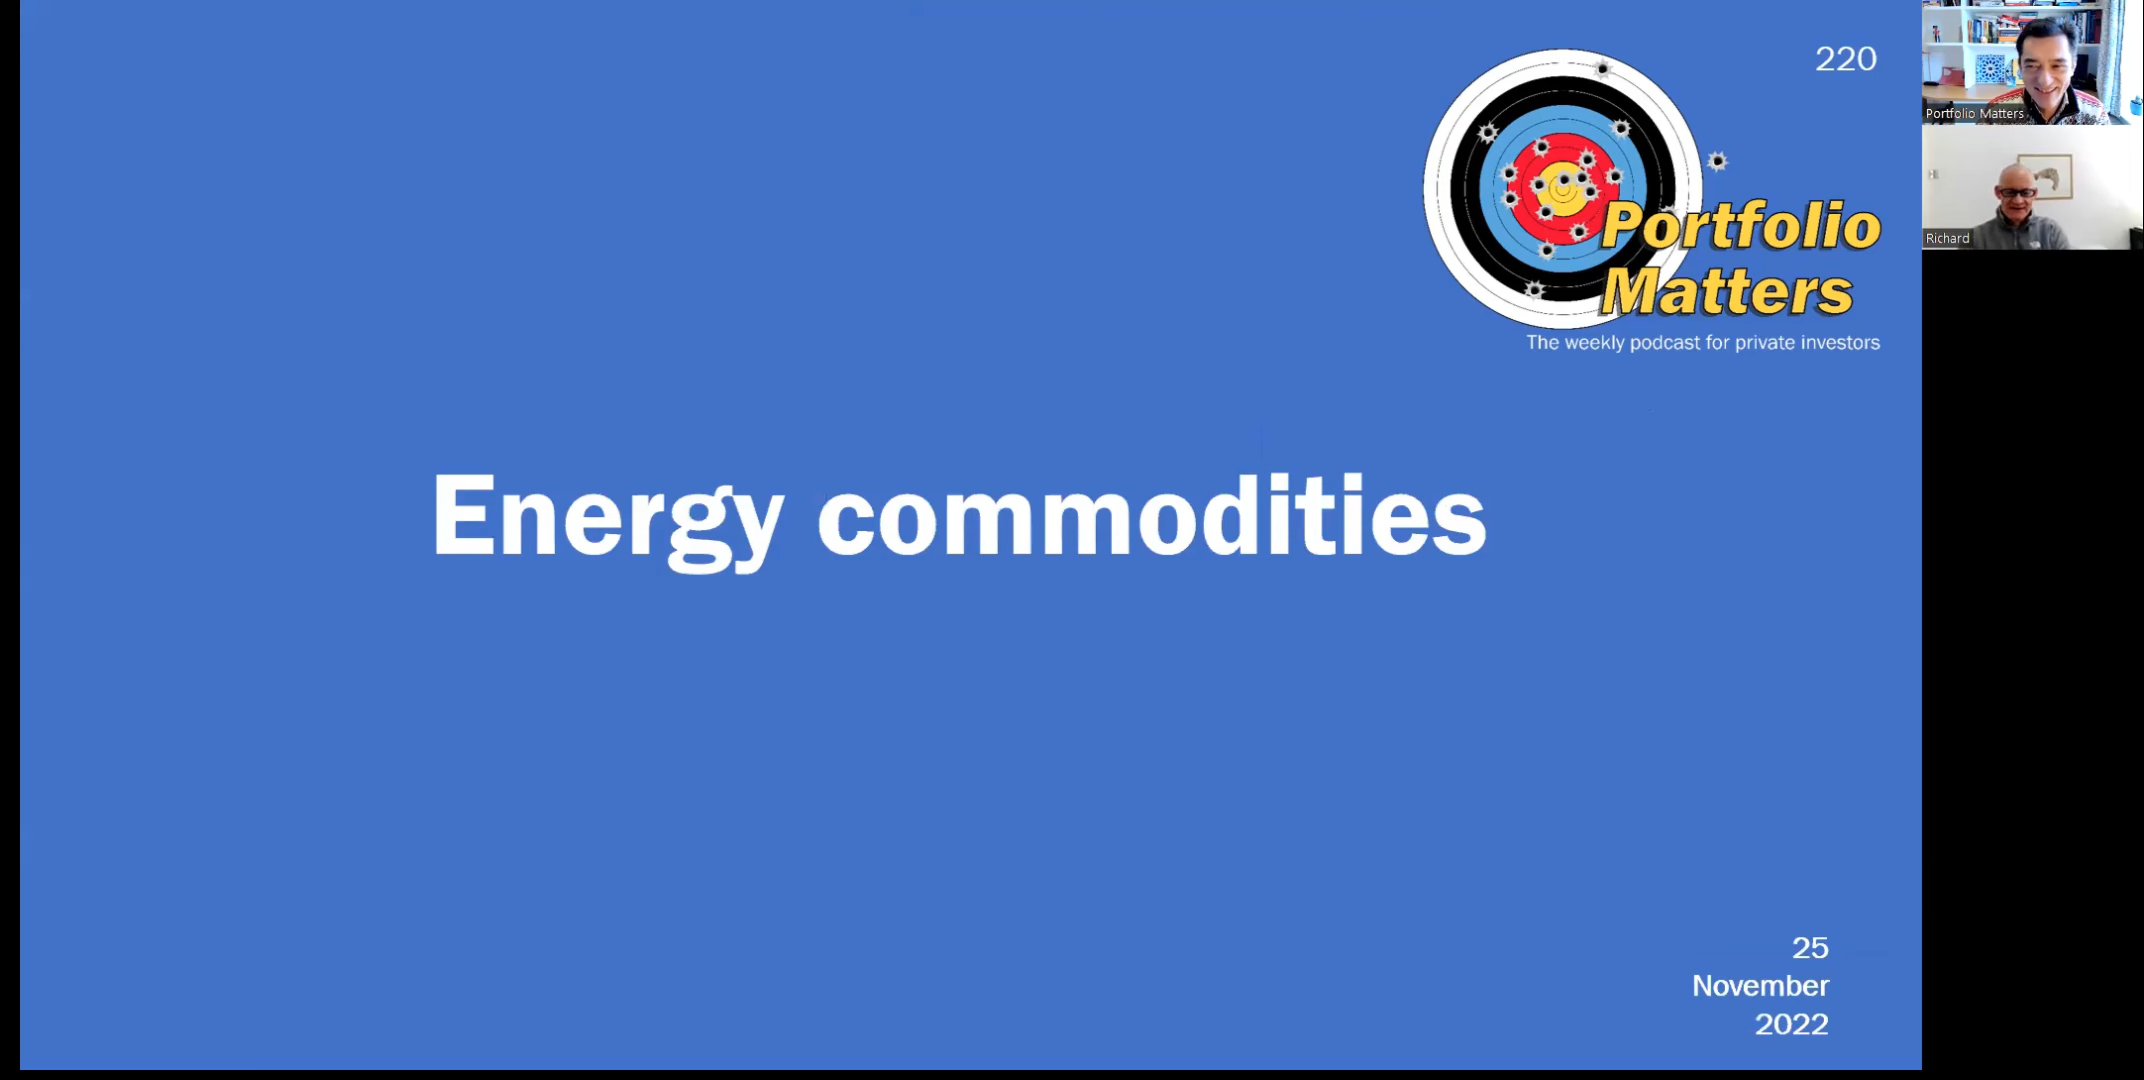 220
Portfolio
Matters
The weekly podcast for private investors
Energy commodities
25
November
2022
Portfolio Matters
Richard